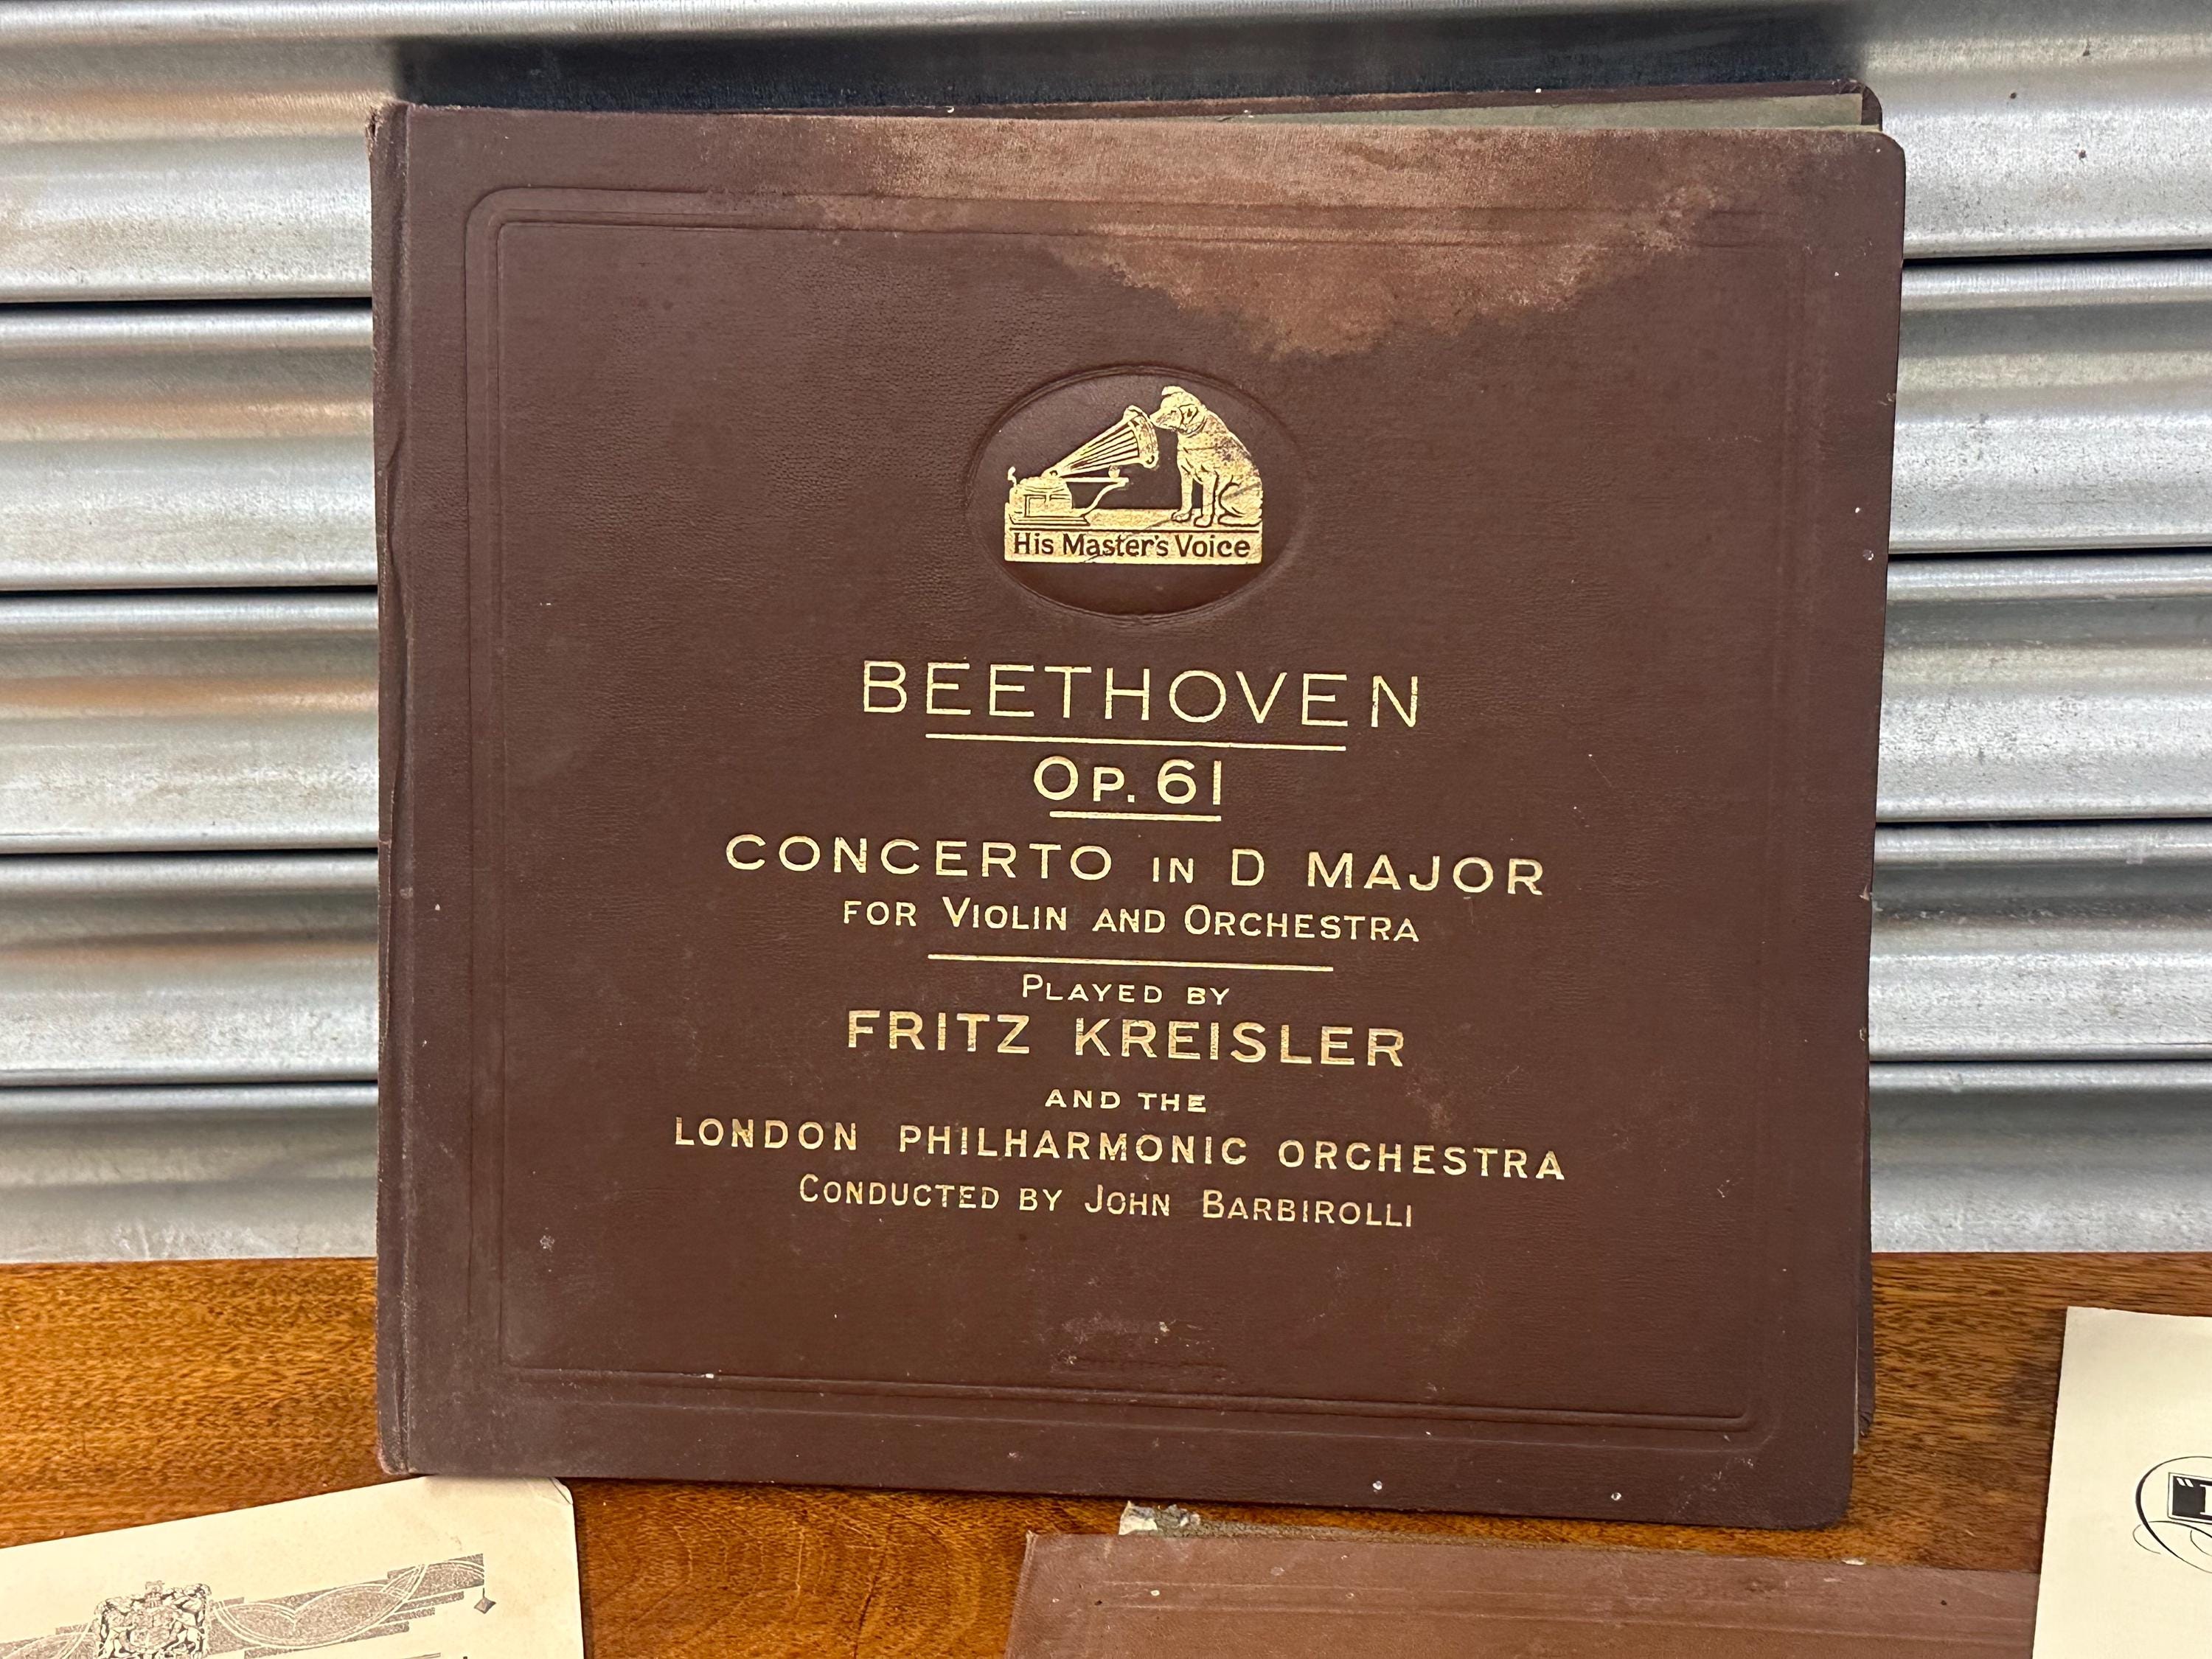 His Master's Voice
BEETHOVEN
OP. 61
CONCERTO IN D MAJOR
FOR VIOLIN AND ORCHESTRA
PLAYED BY
FRITZ KREISLER
AND THE
LONDON PHILHARMONIC ORCHESTRA
CONDUCTED BY JOHN BARBIROLLI